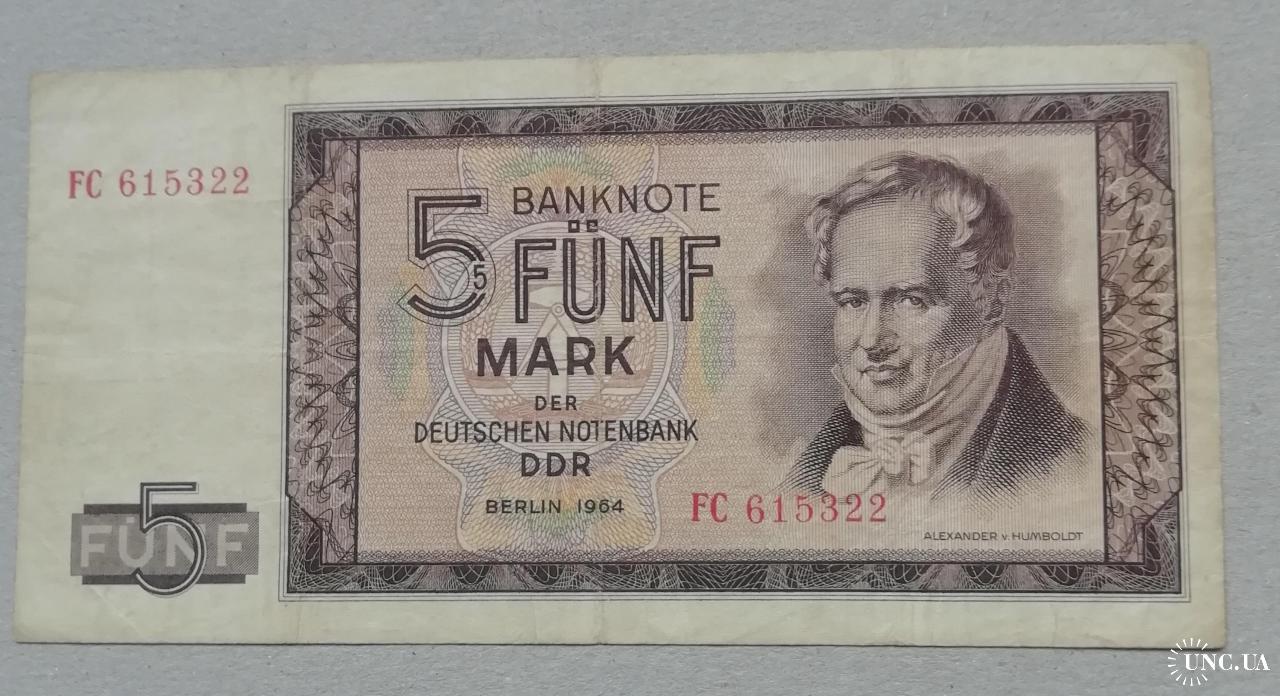 FC 615322
5 BANKNOTE
5 FÜNF
MARK
DER
DEUTSCHEN NOTENBANK
DDR
BERLIN 1964
FC 615322
ALEXANDER v. HUMBOLDT
FÜNF
5
UNC.UA